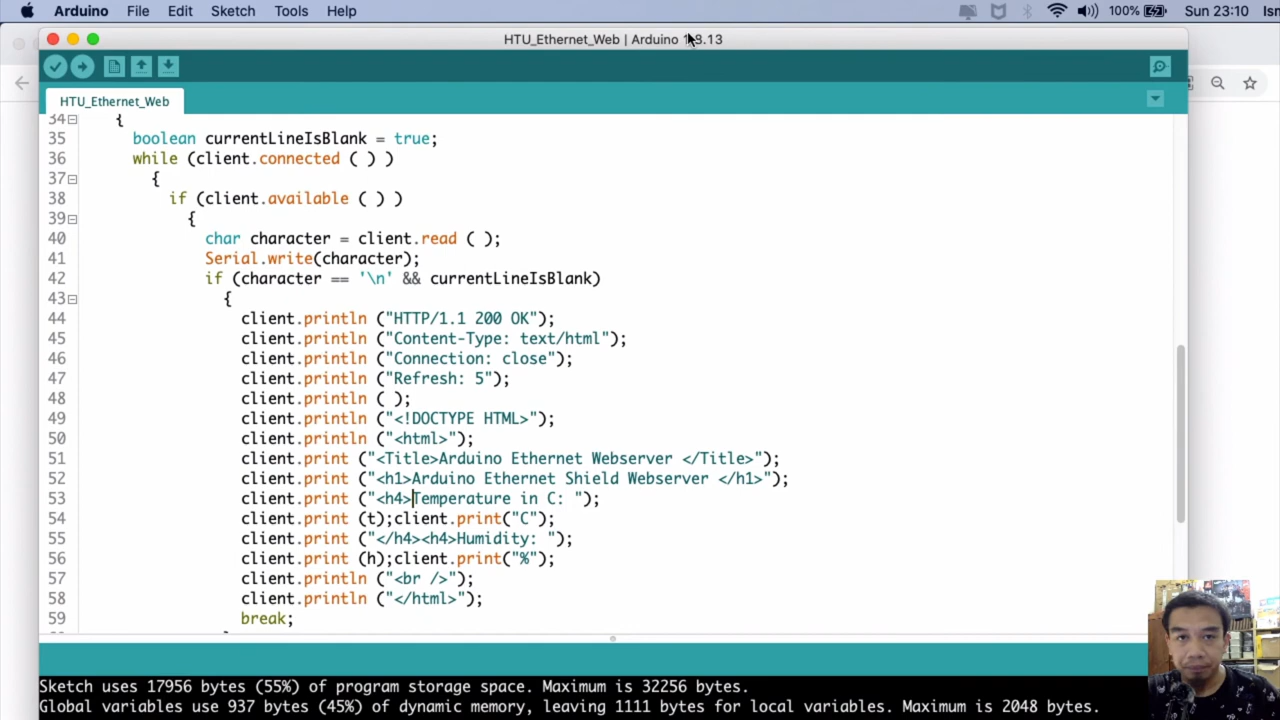 Arduino File Edit Sketch Tools Help 100% Sun 23:10
HTU_Ethernet_Web | Arduino 1.8.13
HTU_Ethernet_Web
34 {
35 boolean currentLineIsBlank = true;
36 while (client.connected ( ) )
37 {
38 if (client.available ( ) )
39 {
40 char character = client.read ( );
41 Serial.write(character);
42 if (character == '\n' && currentLineIsBlank)
43 {
44 client.println ("HTTP/1.1 200 OK");
45 client.println ("Content-Type: text/html");
46 client.println ("Connection: close");
47 client.println ("Refresh: 5");
48 client.println ( );
49 client.println ("<!DOCTYPE HTML>");
50 client.println ("<html>");
51 client.print ("<Title>Arduino Ethernet Webserver </Title>");
52 client.print ("<h1>Arduino Ethernet Shield Webserver </h1>");
53 client.print ("<h4>Temperature in C: ");
54 client.print (t);client.print("C");
55 client.print ("</h4><h4>Humidity: ");
56 client.print (h);client.print("%");
57 client.println ("<br />");
58 client.println ("</html>");
59 break;
Sketch uses 17956 bytes (55%) of program storage space. Maximum is 32256 bytes.
Global variables use 937 bytes (45%) of dynamic memory, leaving 1111 bytes for local variables. Maximum is 2048 bytes.